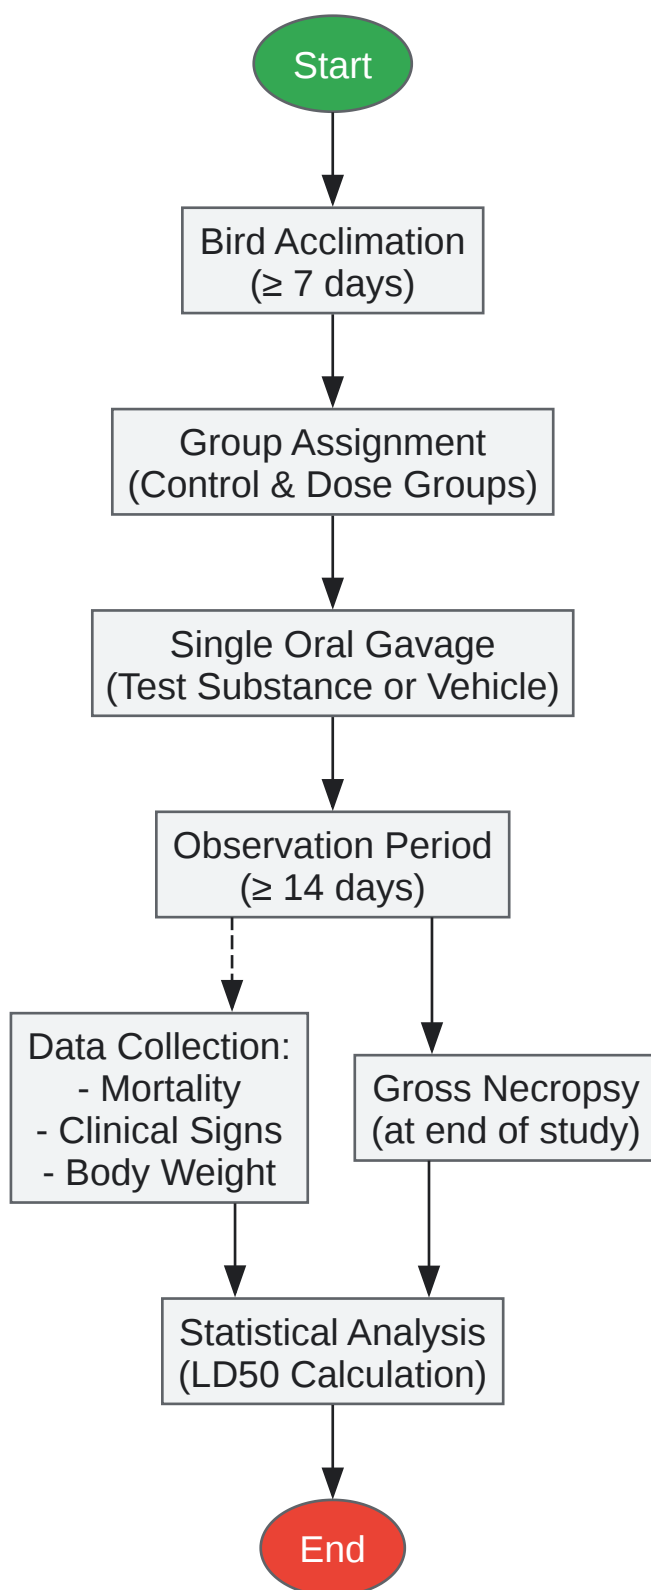 Start
Bird Acclimation
(≥ 7 days)
Group Assignment
(Control & Dose Groups)
Single Oral Gavage
(Test Substance or Vehicle)
Observation Period
(≥ 14 days)
Data Collection:
- Mortality
- Clinical Signs
- Body Weight
Gross Necropsy
(at end of study)
Statistical Analysis
(LD50 Calculation)
End